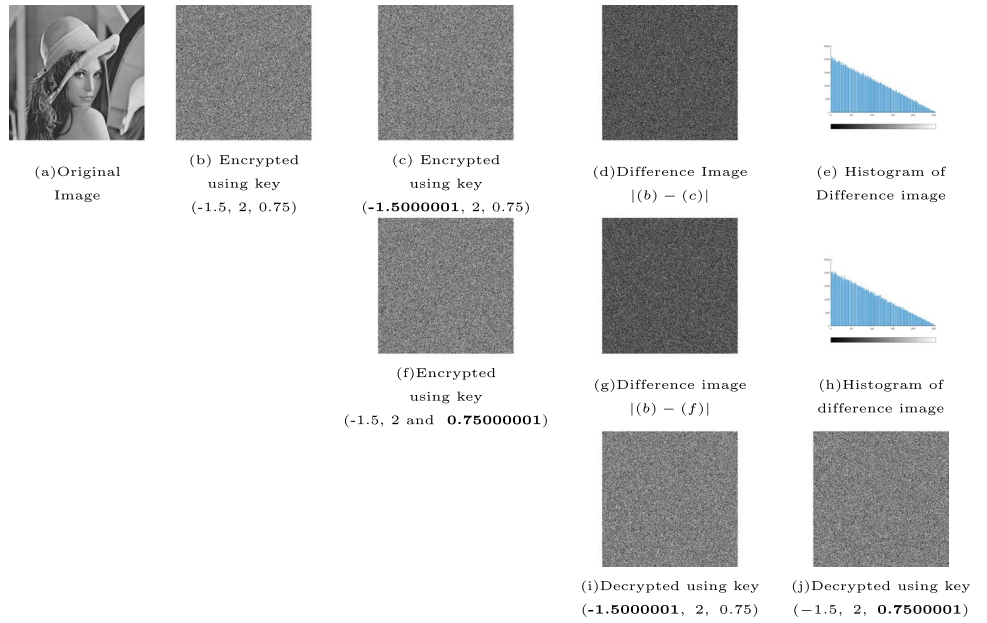 (a)Original
Image
(b) Encrypted
using key
(-1.5, 2, 0.75)
(c) Encrypted
using key
(-1.5000001, 2, 0.75)
(d)Difference Image
|(b) − (c)|
(e) Histogram of
Difference image
(f)Encrypted
using key
(-1.5, 2 and 0.75000001)
(g)Difference image
|(b) − (f)|
(h)Histogram of
difference image
(i)Decrypted using key
(-1.5000001, 2, 0.75)
(j)Decrypted using key
(−1.5, 2, 0.7500001)